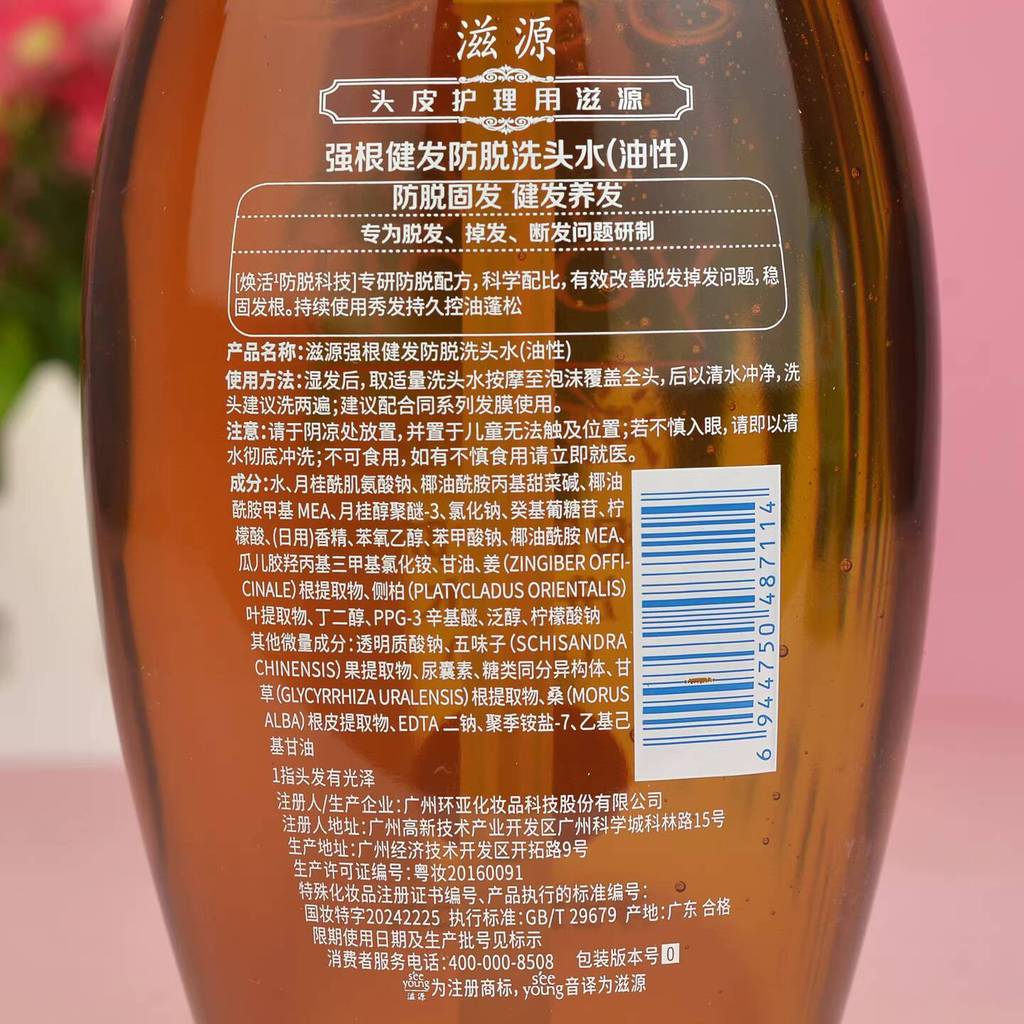 滋源
头皮护理用滋源
强根健发防脱洗头水(油性)
防脱固发 健发养发
专为脱发、掉发、断发问题研制
[焕活¹防脱科技]专研防脱配方,科学配比,有效改善脱发掉发问题,稳
固发根。持续使用秀发持久控油蓬松
产品名称:滋源强根健发防脱洗头水(油性)
使用方法:湿发后,取适量洗头水按摩至泡沫覆盖全头,后以清水冲净,洗
头建议洗两遍;建议配合同系列发膜使用。
注意:请于阴凉处放置,并置于儿童无法触及位置;若不慎入眼,请即以清
水彻底冲洗;不可食用,如有不慎食用请立即就医。
成分:水、月桂酰肌氨酸钠、椰油酰胺丙基甜菜碱、椰油
酰胺甲基 MEA、月桂醇聚醚-3、氯化钠、癸基葡糖苷、柠
檬酸、(日用)香精、苯氧乙醇、苯甲酸钠、椰油酰胺 MEA、
瓜儿胶羟丙基三甲基氯化铵、甘油、姜(ZINGIBER OFFI-
CINALE)根提取物、侧柏(PLATYCLADUS ORIENTALIS)
叶提取物、丁二醇、PPG-3 辛基醚、泛醇、柠檬酸钠
其他微量成分:透明质酸钠、五味子(SCHISANDRA
CHINENSIS)果提取物、尿囊素、糖类同分异构体、甘
草(GLYCYRRHIZA URALENSIS)根提取物、桑(MORUS
ALBA)根皮提取物、EDTA 二钠、聚季铵盐-7、乙基己
基甘油
6 944750 487114
1指头发有光泽
注册人/生产企业:广州环亚化妆品科技股份有限公司
注册人地址:广州高新技术产业开发区广州科学城科林路15号
生产地址:广州经济技术开发区开拓路9号
生产许可证编号:粤妆20160091
特殊化妆品注册证书编号、产品执行的标准编号:
国妆特字20242225 执行标准:GB/T 29679 产地:广东 合格
限期使用日期及生产批号见标示
消费者服务电话:400-000-8508 包装版本号 0
seeyoung滋源为注册商标,seeyoung音译为滋源